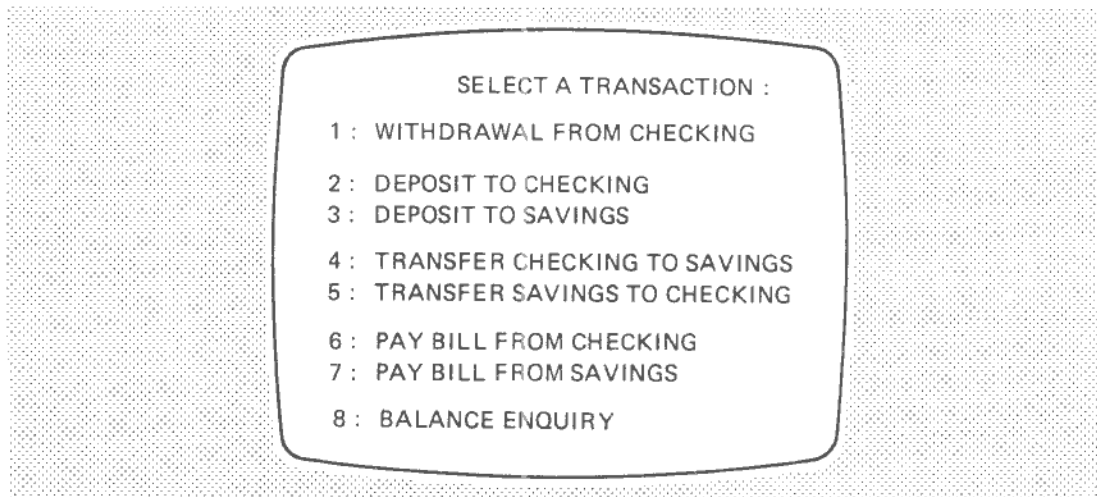 SELECT A TRANSACTION :
1 : WITHDRAWAL FROM CHECKING
2 : DEPOSIT TO CHECKING
3 : DEPOSIT TO SAVINGS
4 : TRANSFER CHECKING TO SAVINGS
5 : TRANSFER SAVINGS TO CHECKING
6 : PAY BILL FROM CHECKING
7 : PAY BILL FROM SAVINGS
8 : BALANCE ENQUIRY